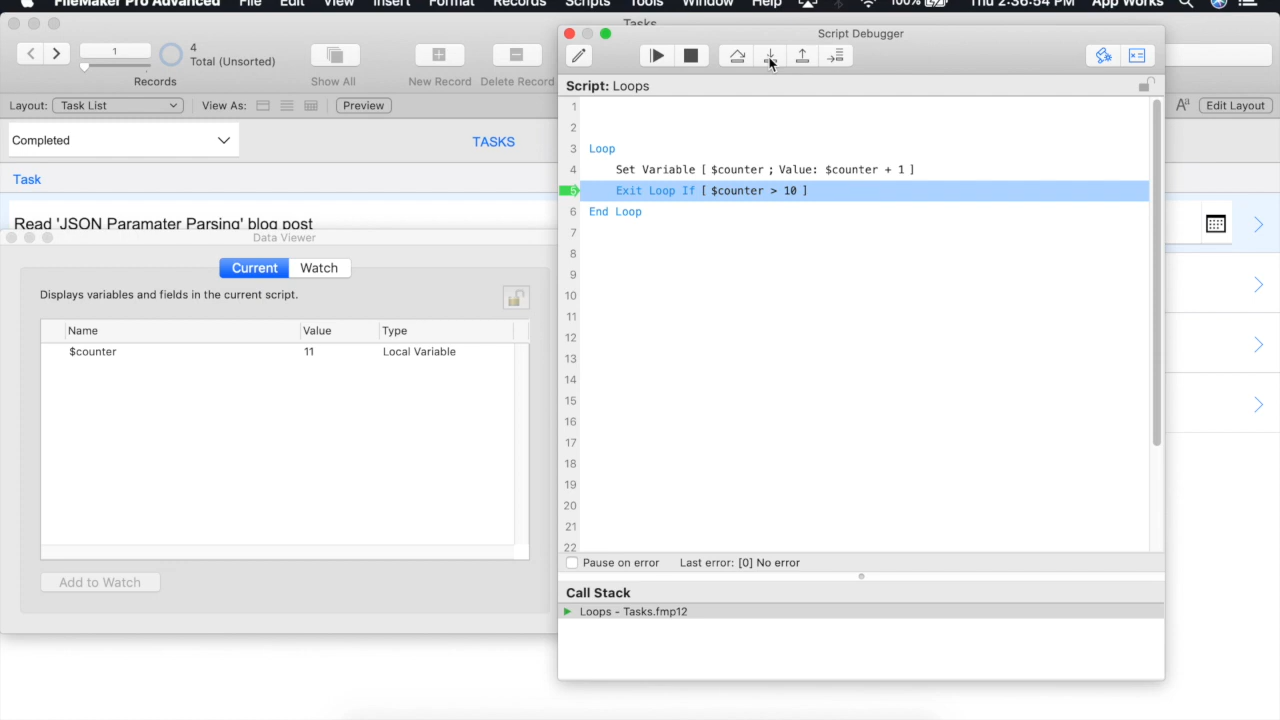 FileMaker Pro Advanced File Edit View Insert Format Records Scripts Tools Window Help 100% Thu 2:36:54 PM App Works
Tasks
1
4
Total (Unsorted)
Records
Show All
New Record
Delete Record
Layout: Task List
View As:
Preview
Aa
Edit Layout
Completed
TASKS
Task
Read 'JSON Paramater Parsing' blog post
Data Viewer
Current
Watch
Displays variables and fields in the current script.
Name Value Type
$counter 11 Local Variable
Add to Watch
Script Debugger
Script: Loops
1
2
3 Loop
4 Set Variable [ $counter ; Value: $counter + 1 ]
5 Exit Loop If [ $counter > 10 ]
6 End Loop
7
8
9
10
11
12
13
14
15
16
17
18
19
20
21
22
Pause on error Last error: [0] No error
Call Stack
Loops - Tasks.fmp12